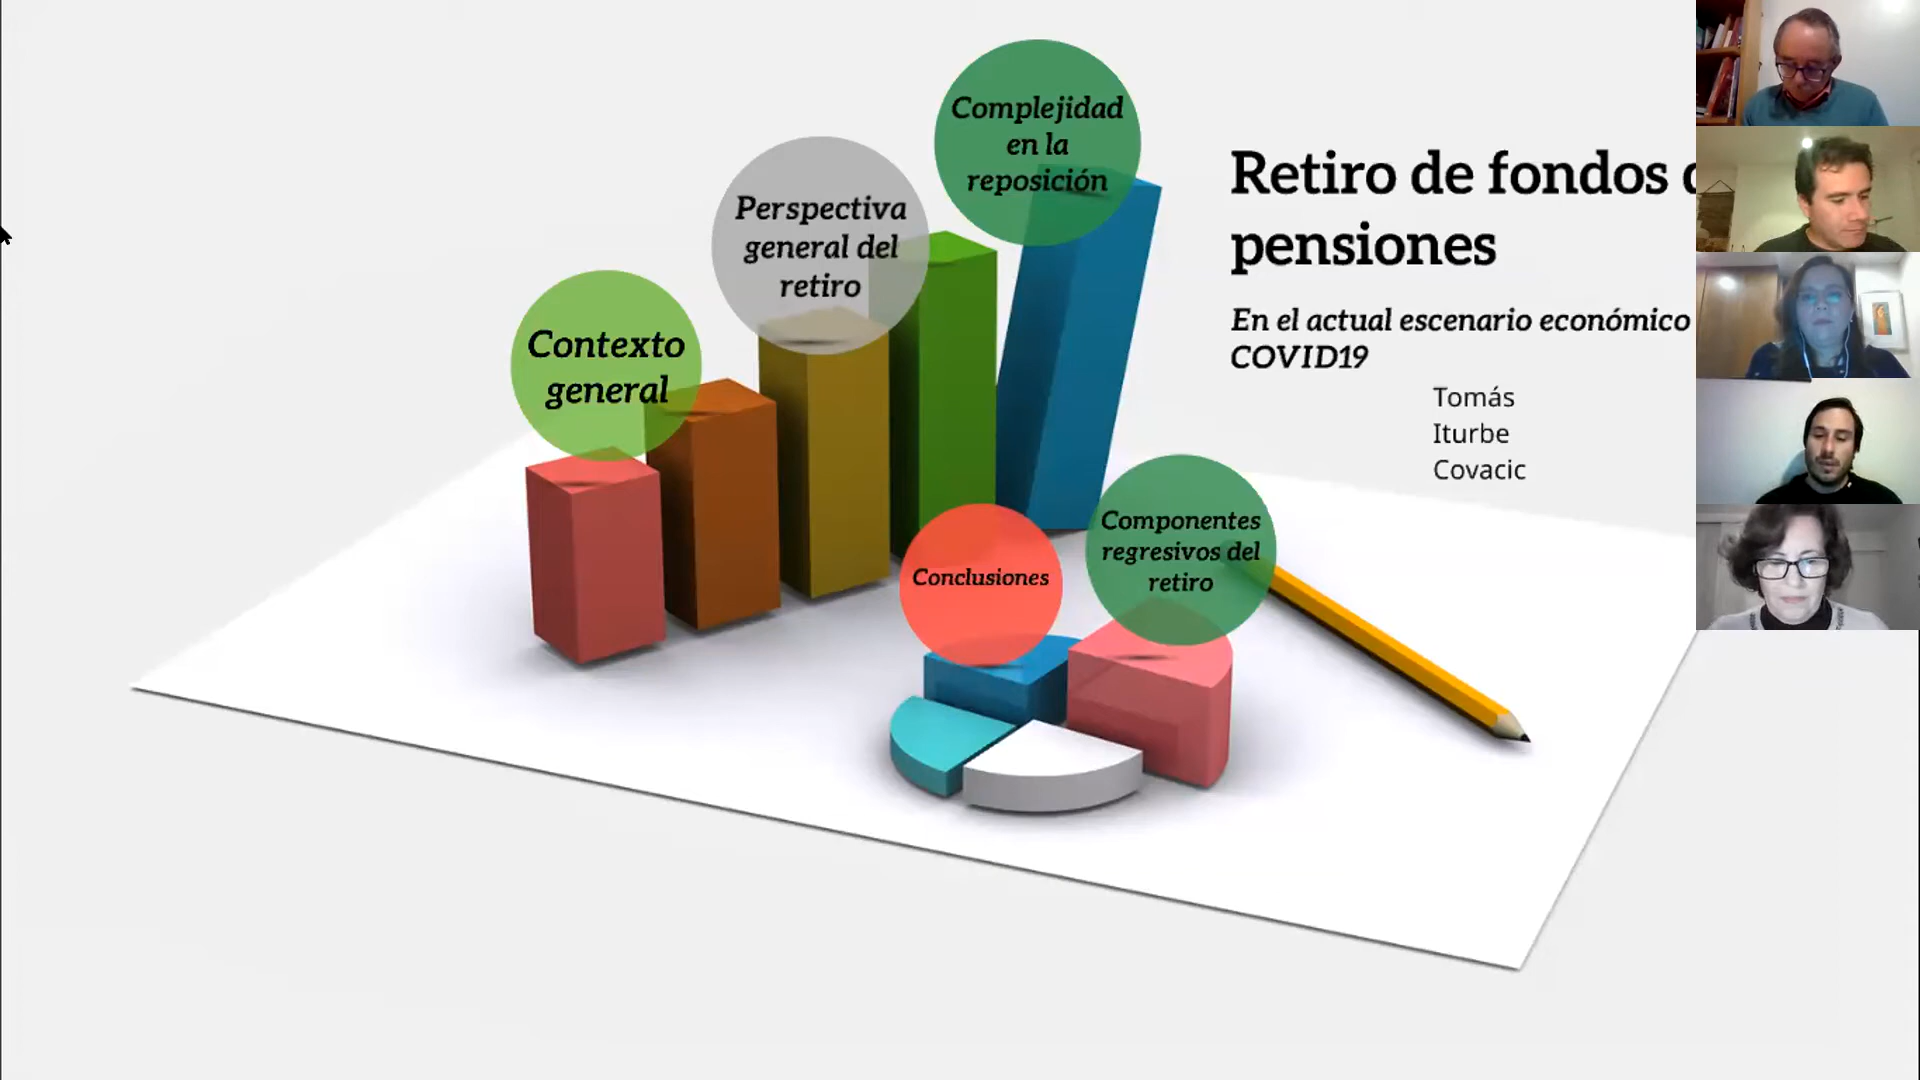 Retiro de fondos
pensiones
En el actual escenario económico
COVID19
Tomás
Iturbe
Covacic
Contexto
general
Perspectiva
general del
retiro
Complejidad
en la
reposición
Componentes
regresivos del
retiro
Conclusiones